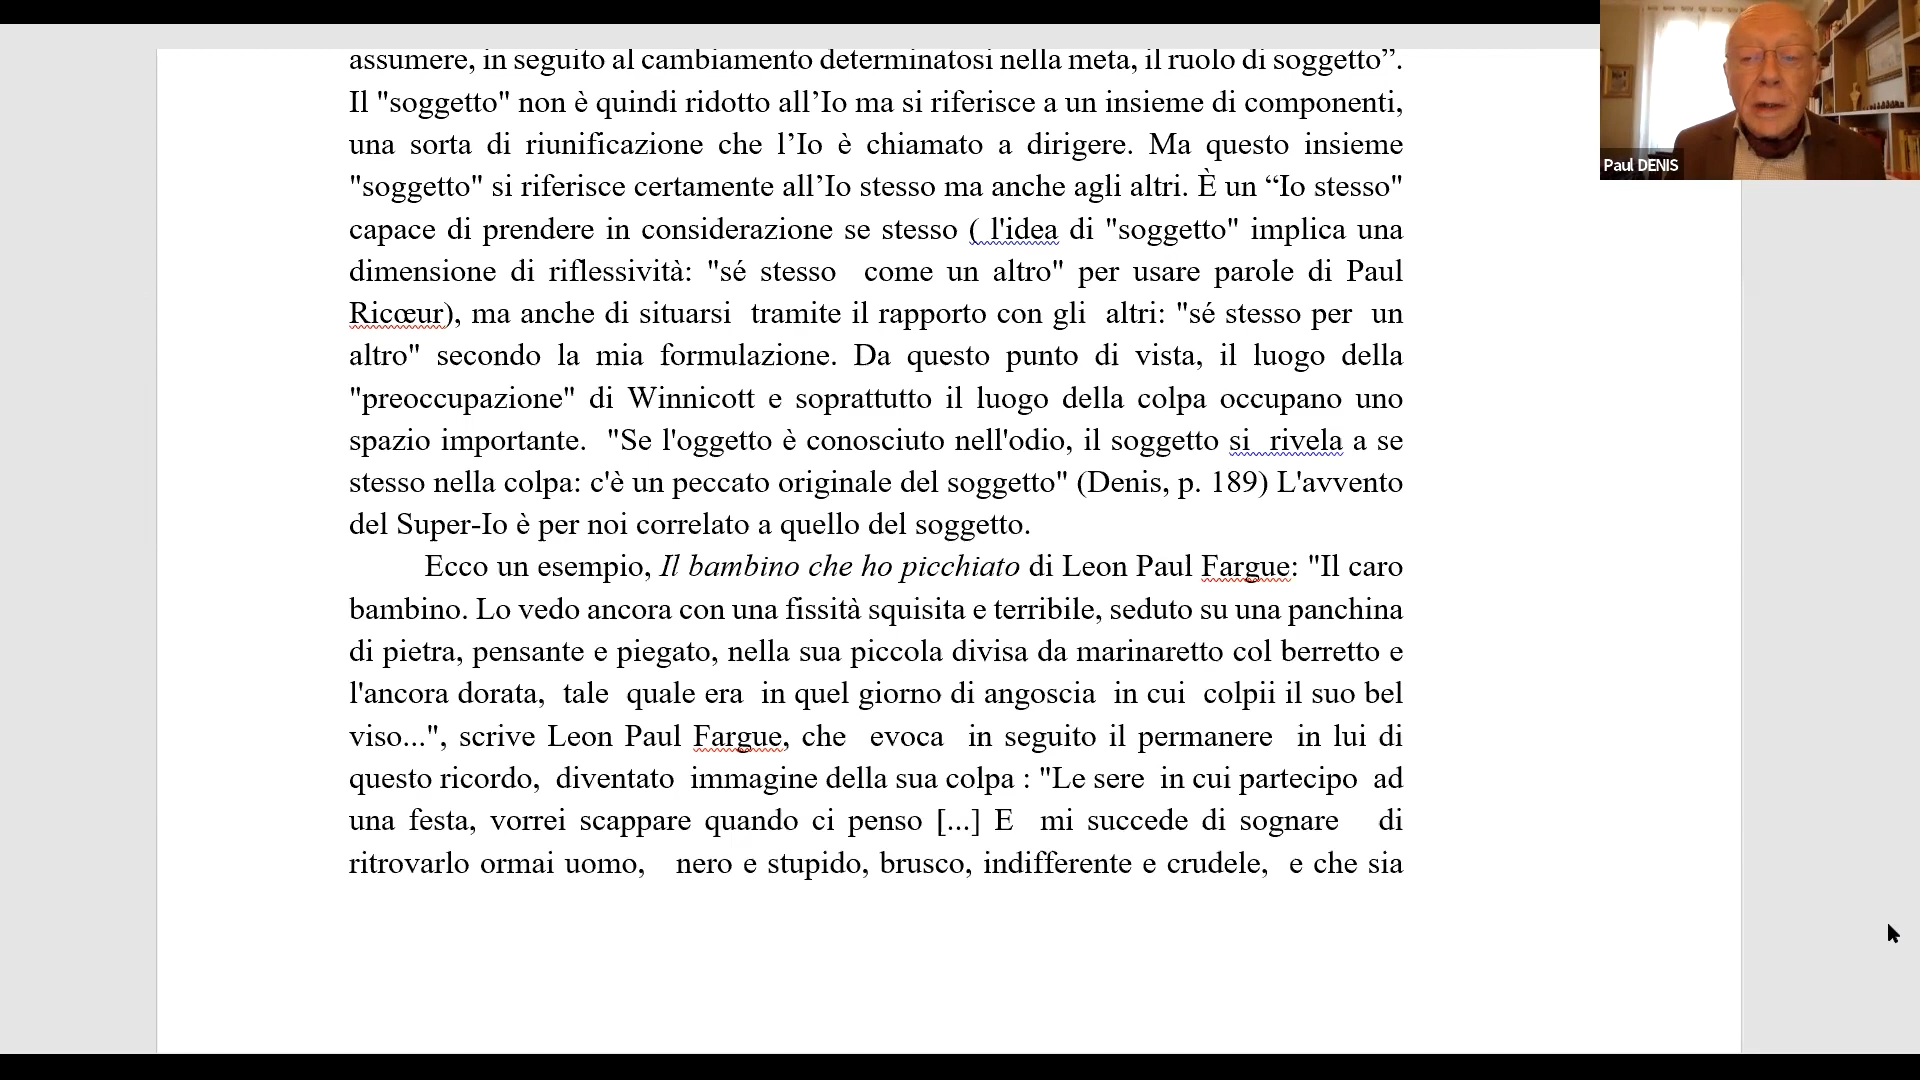 assumere, in seguito al cambiamento determinatosi nella meta, il ruolo di soggetto”.
Il "soggetto" non è quindi ridotto all’Io ma si riferisce a un insieme di componenti,
una sorta di riunificazione che l’Io è chiamato a dirigere. Ma questo insieme
"soggetto" si riferisce certamente all’Io stesso ma anche agli altri. È un “Io stesso"
capace di prendere in considerazione se stesso ( l'idea di "soggetto" implica una
dimensione di riflessività: "sé stesso come un altro" per usare parole di Paul
Ricœur), ma anche di situarsi tramite il rapporto con gli altri: "sé stesso per un
altro" secondo la mia formulazione. Da questo punto di vista, il luogo della
"preoccupazione" di Winnicott e soprattutto il luogo della colpa occupano uno
spazio importante. "Se l'oggetto è conosciuto nell'odio, il soggetto si rivela a se
stesso nella colpa: c'è un peccato originale del soggetto" (Denis, p. 189) L'avvento
del Super-Io è per noi correlato a quello del soggetto.
Ecco un esempio, Il bambino che ho picchiato di Leon Paul Fargue: "Il caro
bambino. Lo vedo ancora con una fissità squisita e terribile, seduto su una panchina
di pietra, pensante e piegato, nella sua piccola divisa da marinaretto col berretto e
l'ancora dorata, tale quale era in quel giorno di angoscia in cui colpii il suo bel
viso...", scrive Leon Paul Fargue, che evoca in seguito il permanere in lui di
questo ricordo, diventato immagine della sua colpa : "Le sere in cui partecipo ad
una festa, vorrei scappare quando ci penso [...] E mi succede di sognare di
ritrovarlo ormai uomo, nero e stupido, brusco, indifferente e crudele, e che sia
Paul DENIS